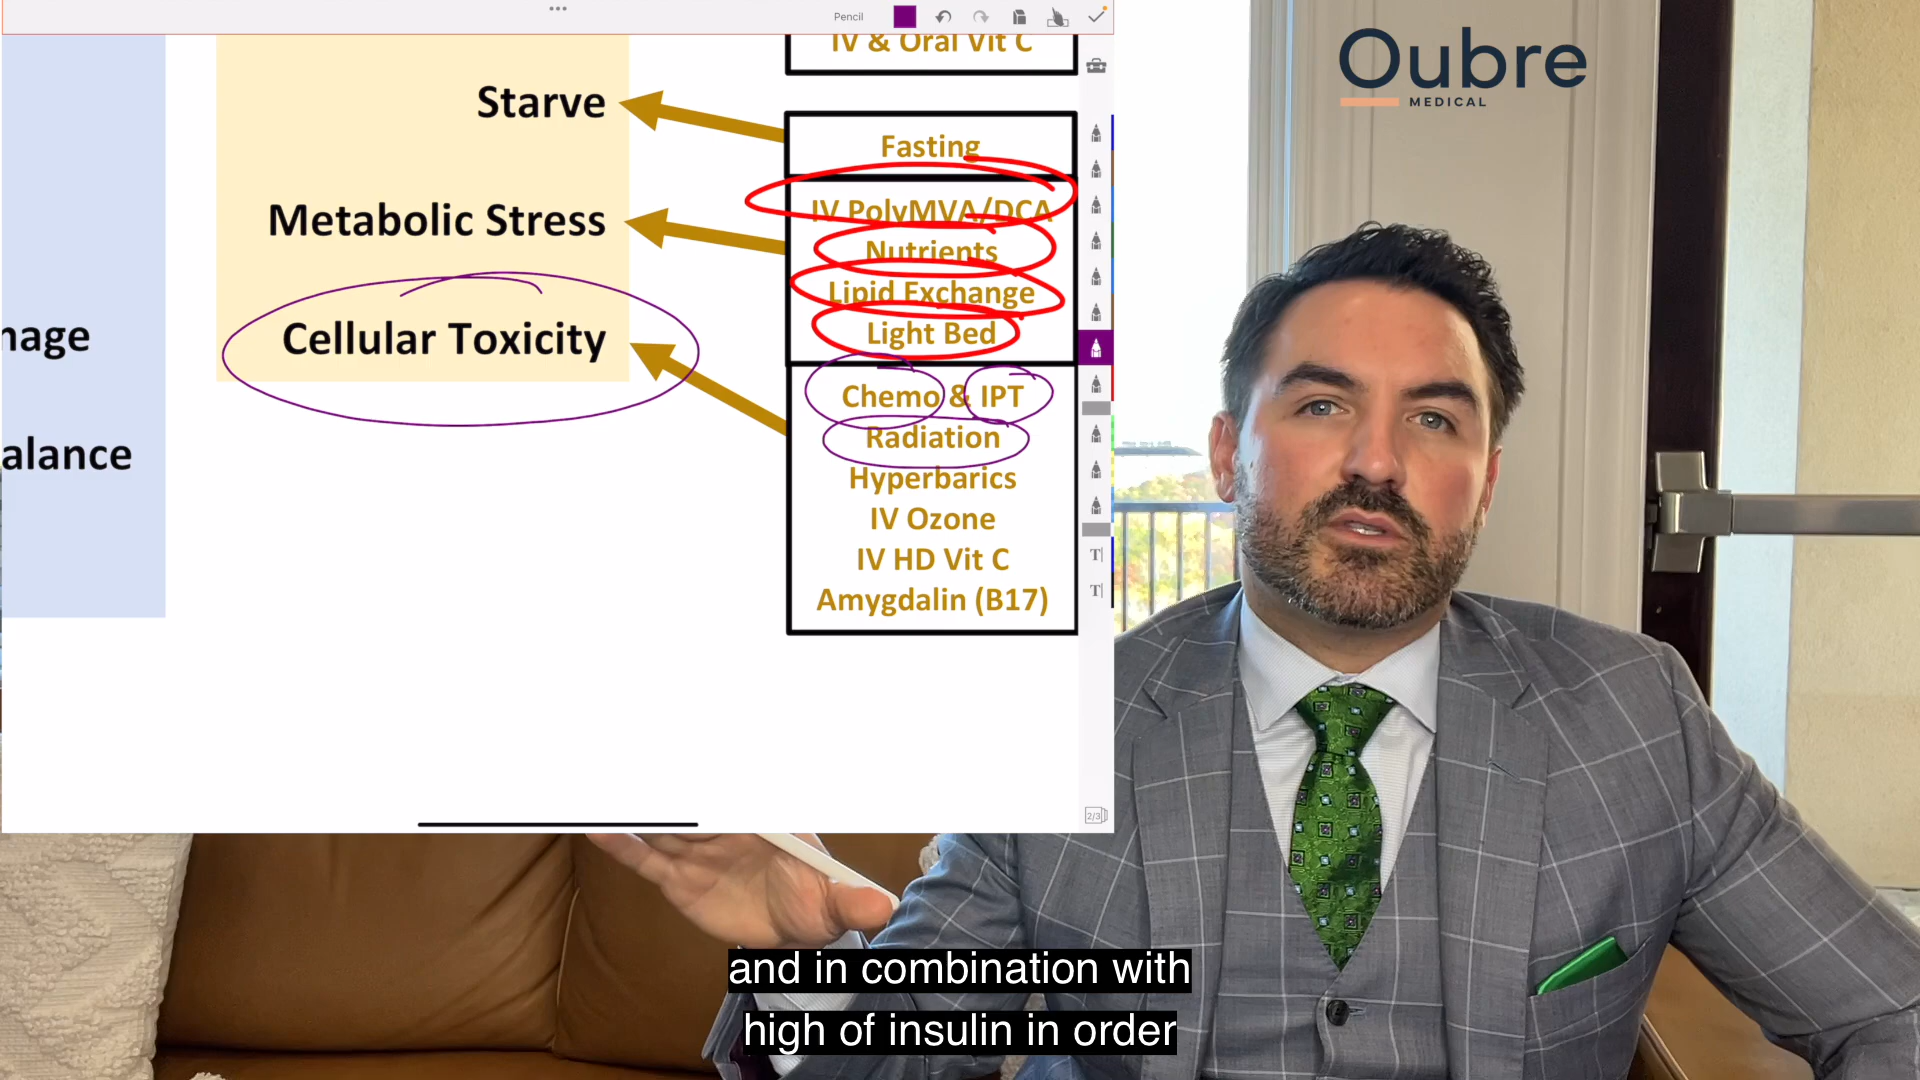 Pencil
Oubre
MEDICAL
IV & Oral Vit C
Starve
Fasting
Metabolic Stress
IV PolyMVA/DCA
Nutrients
Lipid Exchange
Light Bed
Cellular Toxicity
nage
Chemo & IPT
Radiation
alance
Hyperbarics
IV Ozone
IV HD Vit C
Amygdalin (B17)
T
T
2/3
and in combination with
high of insulin in order